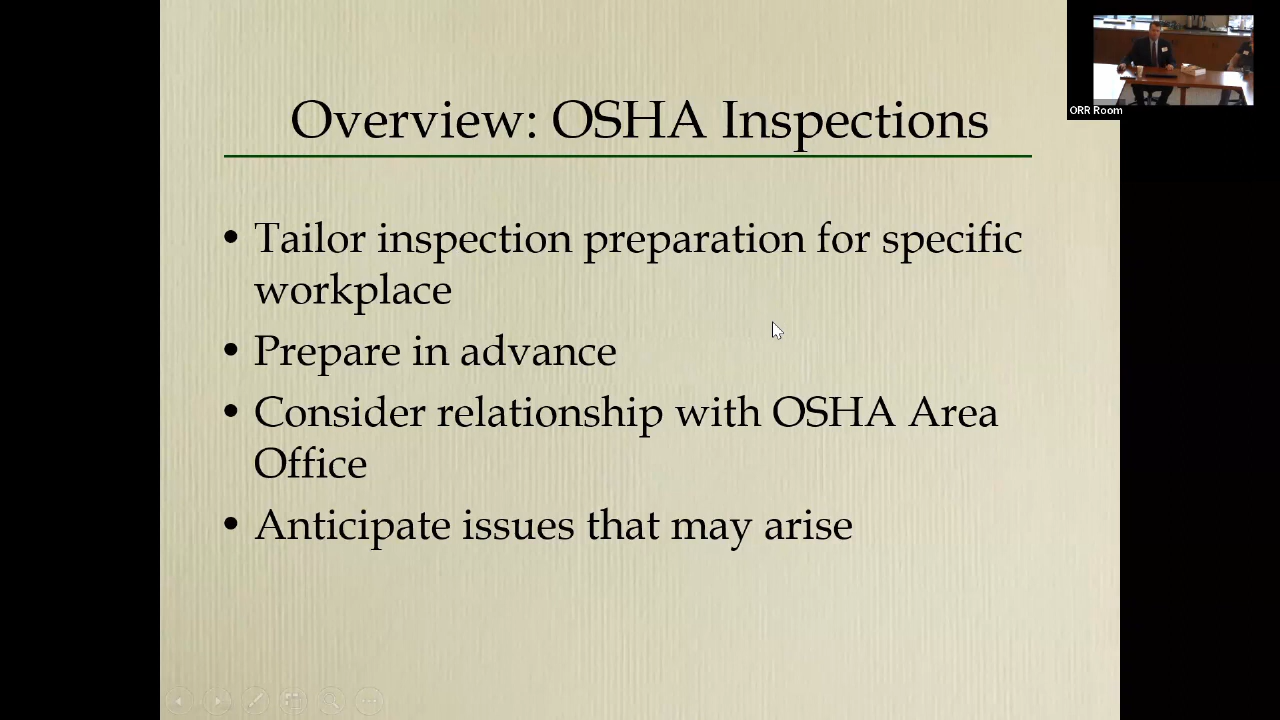 Overview: OSHA Inspections
ORR Room
• Tailor inspection preparation for specific
workplace
• Prepare in advance
• Consider relationship with OSHA Area
Office
• Anticipate issues that may arise